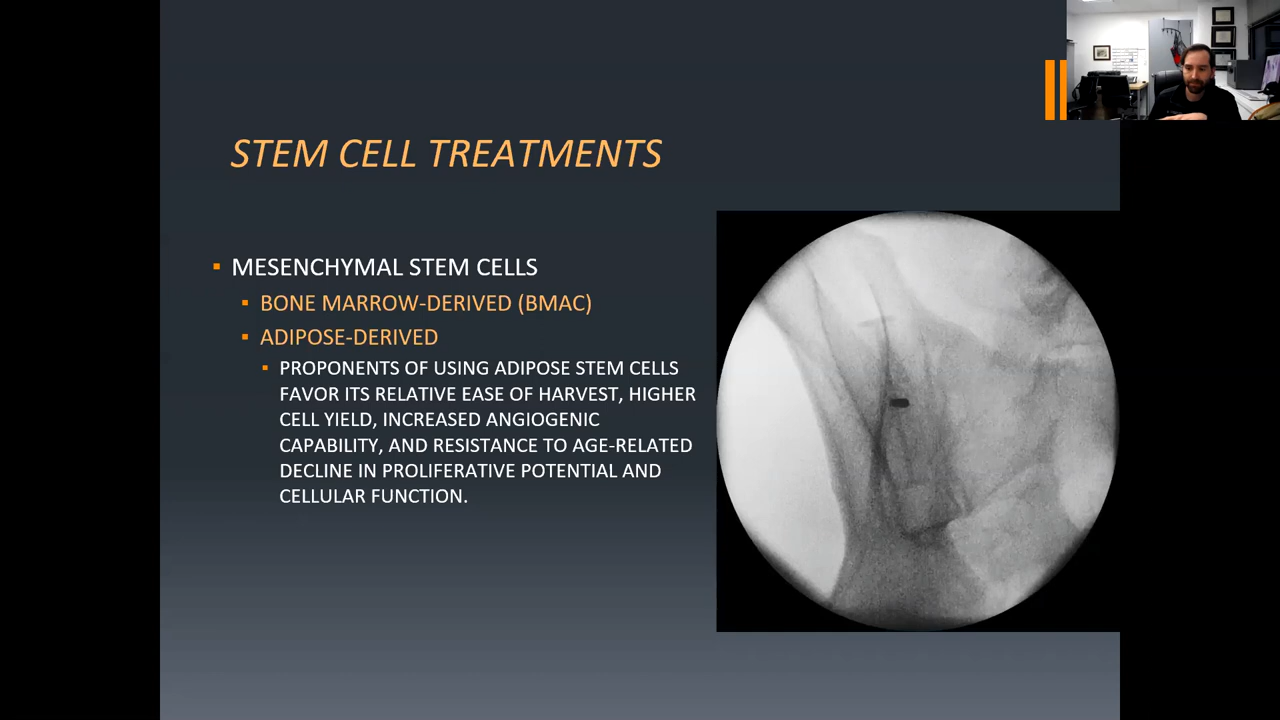 STEM CELL TREATMENTS
MESENCHYMAL STEM CELLS
BONE MARROW-DERIVED (BMAC)
ADIPOSE-DERIVED
PROPONENTS OF USING ADIPOSE STEM CELLS
FAVOR ITS RELATIVE EASE OF HARVEST, HIGHER
CELL YIELD, INCREASED ANGIOGENIC
CAPABILITY, AND RESISTANCE TO AGE-RELATED
DECLINE IN PROLIFERATIVE POTENTIAL AND
CELLULAR FUNCTION.